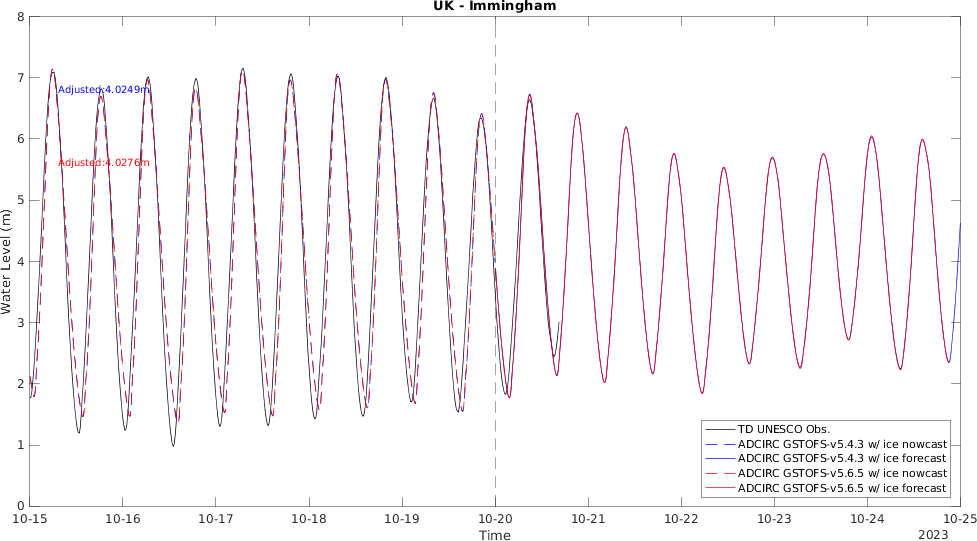 UK - Immingham
8
7
6
5
4
3
2
1
0
Water Level (m)
Adjusted:4.0249m
Adjusted:4.0276m
TD UNESCO Obs.
ADCIRC GSTOFS-v5.4.3 w/ ice nowcast
ADCIRC GSTOFS-v5.4.3 w/ ice forecast
ADCIRC GSTOFS-v5.6.5 w/ ice nowcast
ADCIRC GSTOFS-v5.6.5 w/ ice forecast
10-15 10-16 10-17 10-18 10-19 10-20 10-21 10-22 10-23 10-24 10-25
Time
2023